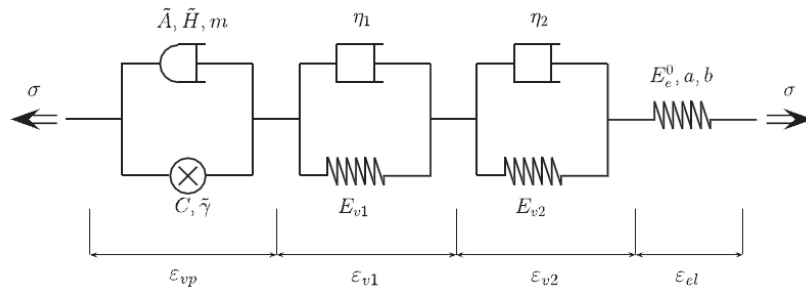 Ã, H̃, m
η₁
η₂
E⁰ₑ, a, b
σ
σ
C, γ̃
Eᵥ₁
Eᵥ₂
εᵥₚ
εᵥ₁
εᵥ₂
εₑₗ